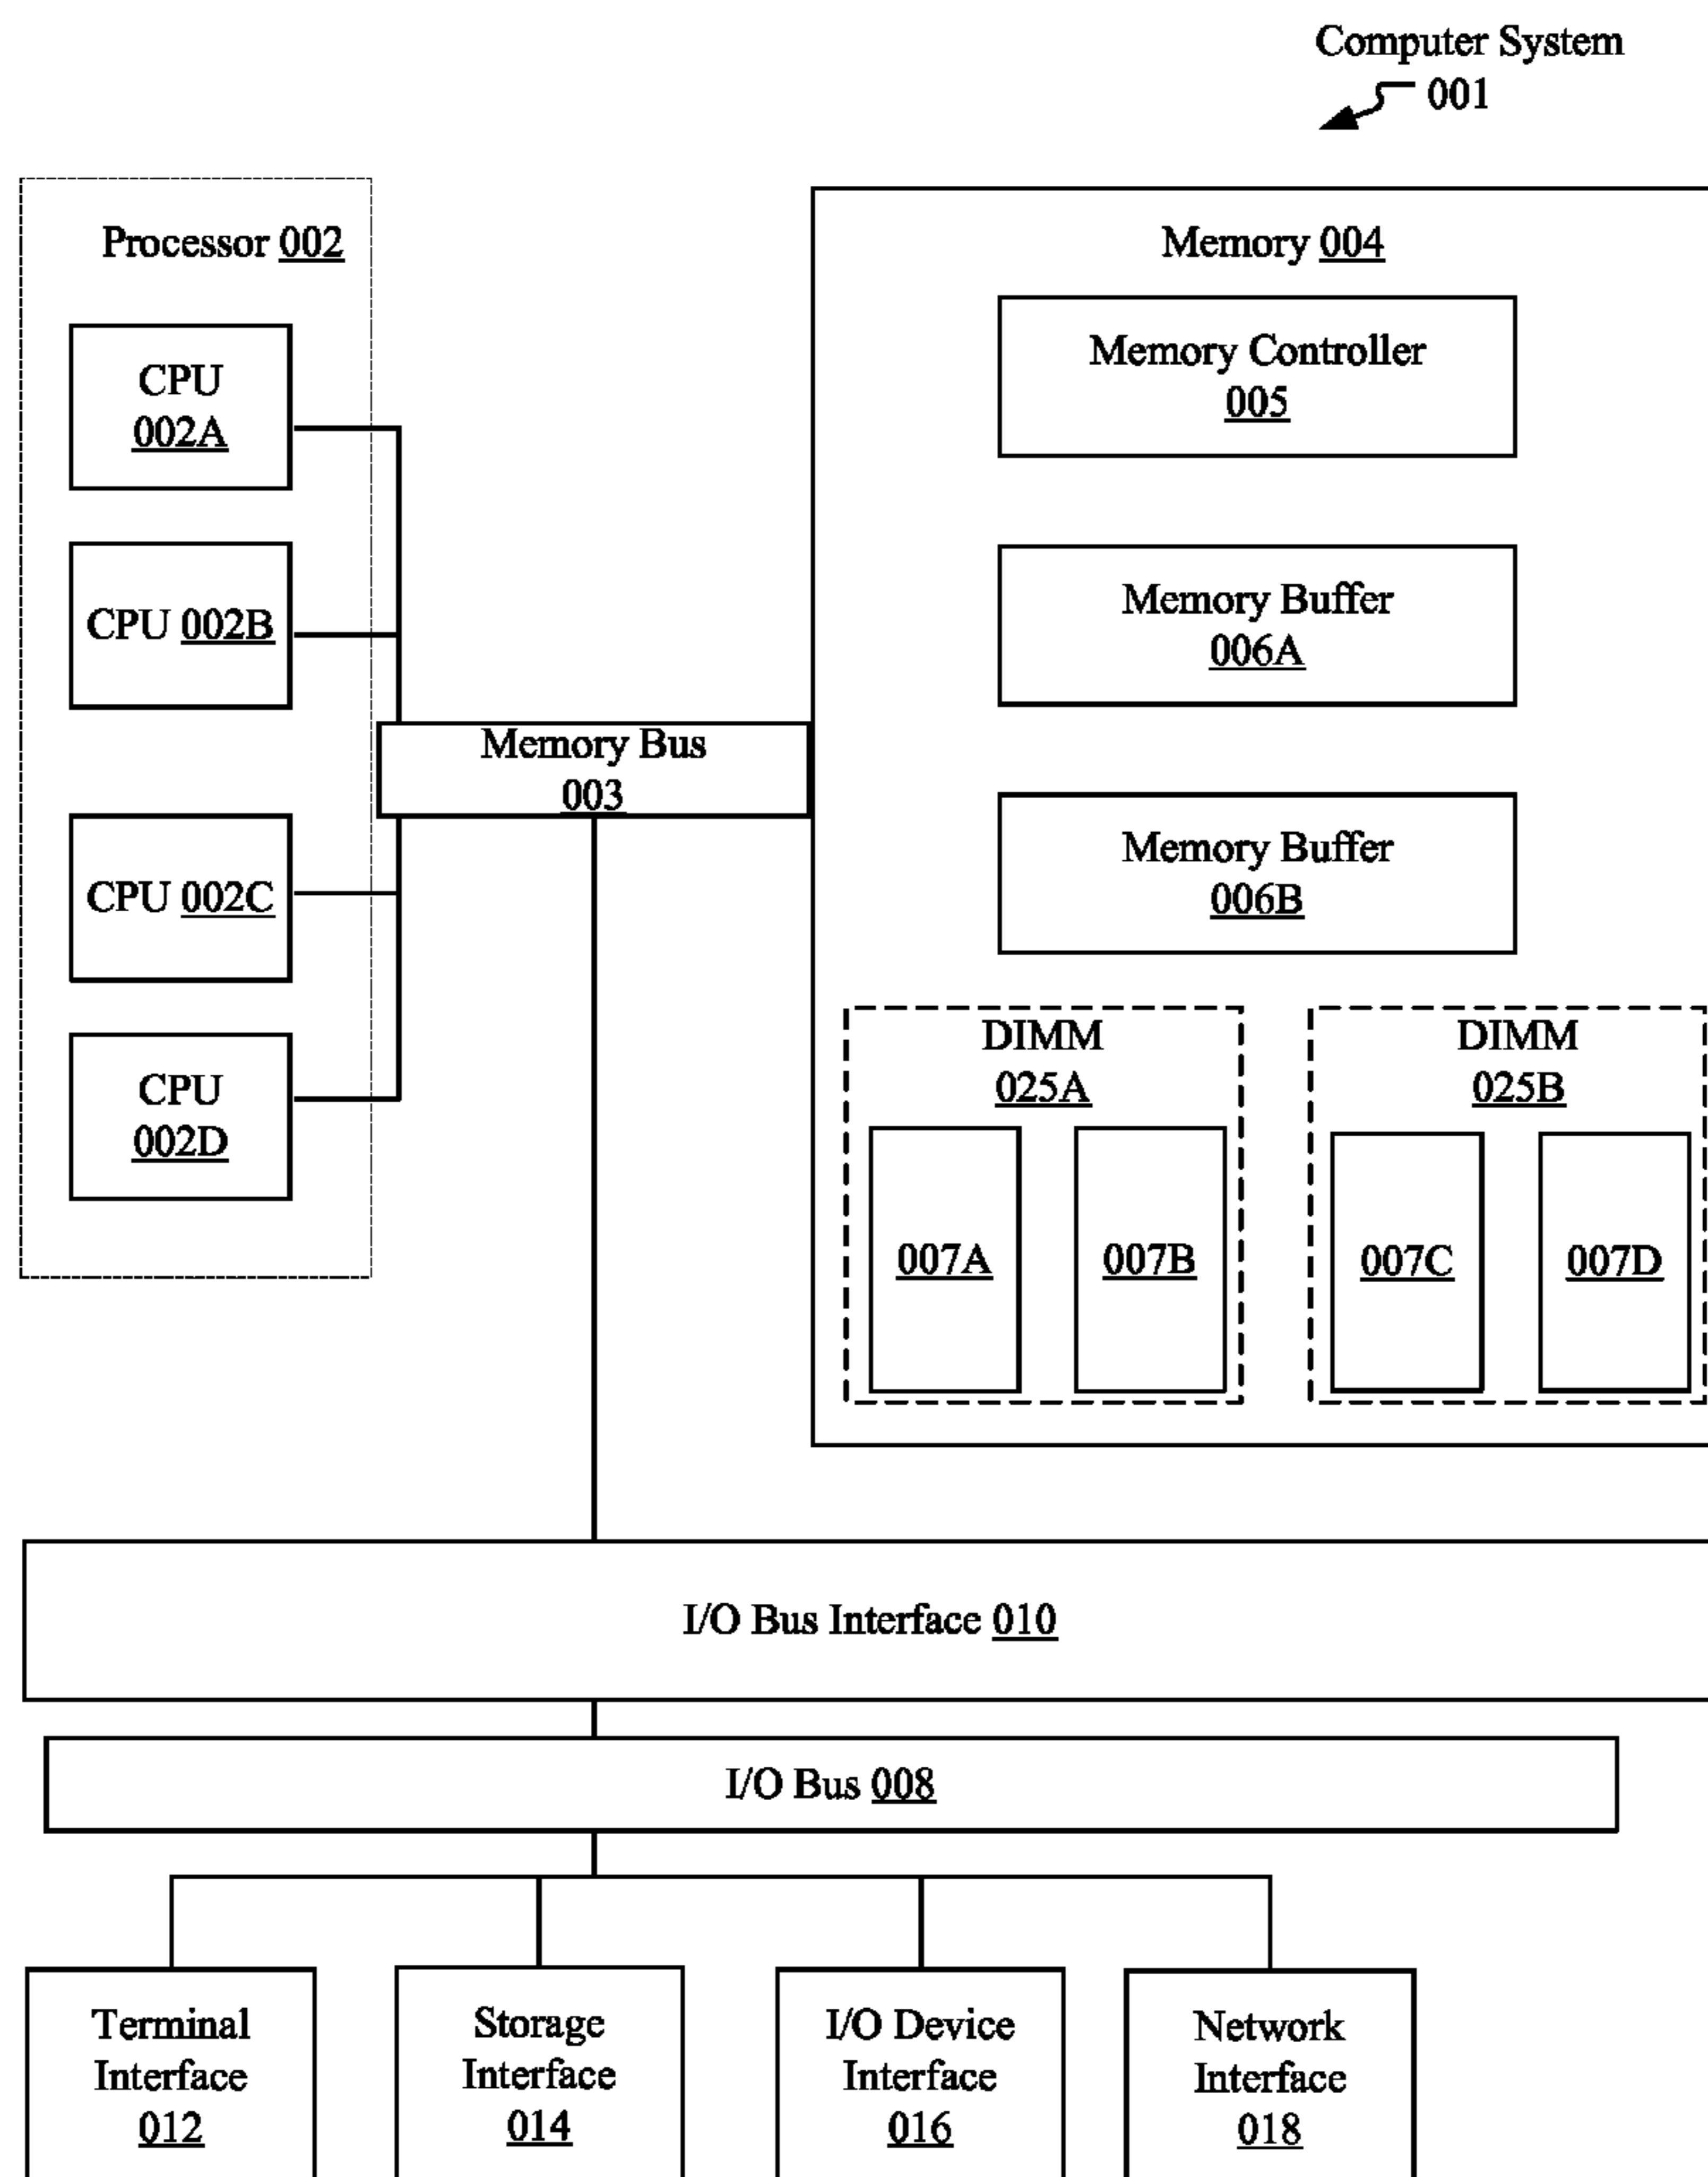 Computer System
001
Processor 002
CPU
002A
CPU 002B
CPU 002C
CPU
002D
Memory Bus
003
Memory 004
Memory Controller
005
Memory Buffer
006A
Memory Buffer
006B
DIMM
025A
007A
007B
DIMM
025B
007C
007D
I/O Bus Interface 010
I/O Bus 008
Terminal
Interface
012
Storage
Interface
014
I/O Device
Interface
016
Network
Interface
018